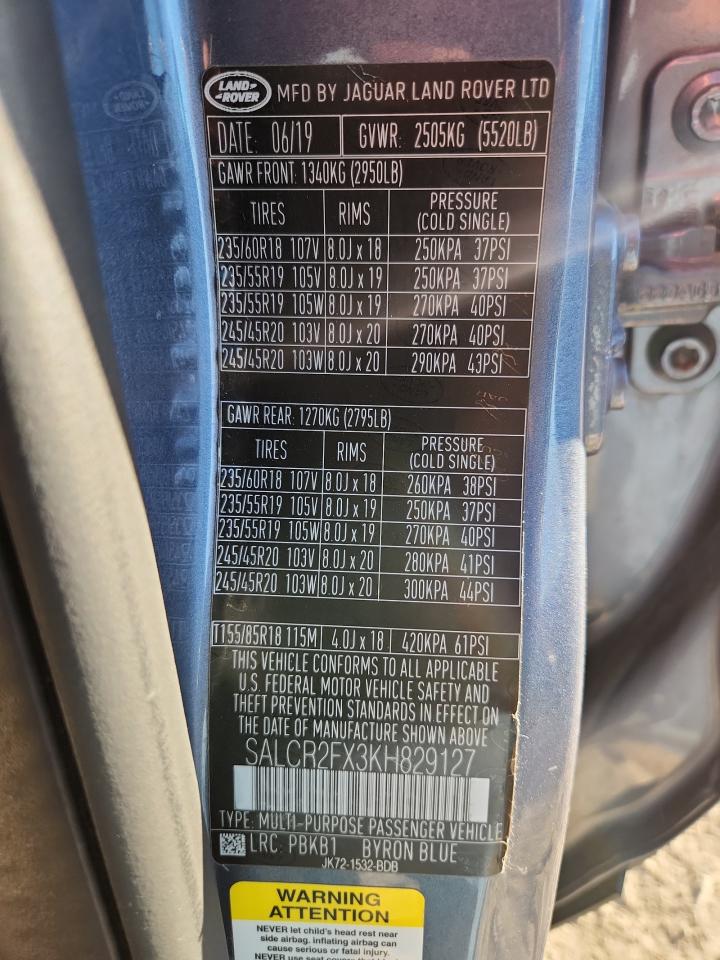 LAND ROVER MFD BY JAGUAR LAND ROVER LTD
DATE: 06/19 GVWR: 2505KG (5520LB)
GAWR FRONT: 1340KG (2950LB)
TIRES RIMS PRESSURE (COLD SINGLE)
235/60R18 107V 8.0J x 18 250KPA 37PSI
235/55R19 105V 8.0J x 19 250KPA 37PSI
235/55R19 105W 8.0J x 19 270KPA 40PSI
245/45R20 103V 8.0J x 20 270KPA 40PSI
245/45R20 103W 8.0J x 20 290KPA 43PSI
GAWR REAR: 1270KG (2795LB)
TIRES RIMS PRESSURE (COLD SINGLE)
235/60R18 107V 8.0J x 18 260KPA 38PSI
235/55R19 105V 8.0J x 19 250KPA 37PSI
235/55R19 105W 8.0J x 19 270KPA 40PSI
245/45R20 103V 8.0J x 20 280KPA 41PSI
245/45R20 103W 8.0J x 20 300KPA 44PSI
T155/85R18 115M 4.0J x 18 420KPA 61PSI
THIS VEHICLE CONFORMS TO ALL APPLICABLE
U.S. FEDERAL MOTOR VEHICLE SAFETY AND
THEFT PREVENTION STANDARDS IN EFFECT ON
THE DATE OF MANUFACTURE SHOWN ABOVE
SALCR2FX3KH829127
TYPE: MULTI-PURPOSE PASSENGER VEHICLE
LRC: PBKB1 BYRON BLUE
JK72-1532-BDB
WARNING
ATTENTION
NEVER let child's head rest near
side airbag. inflating airbag can
cause serious or fatal injury.